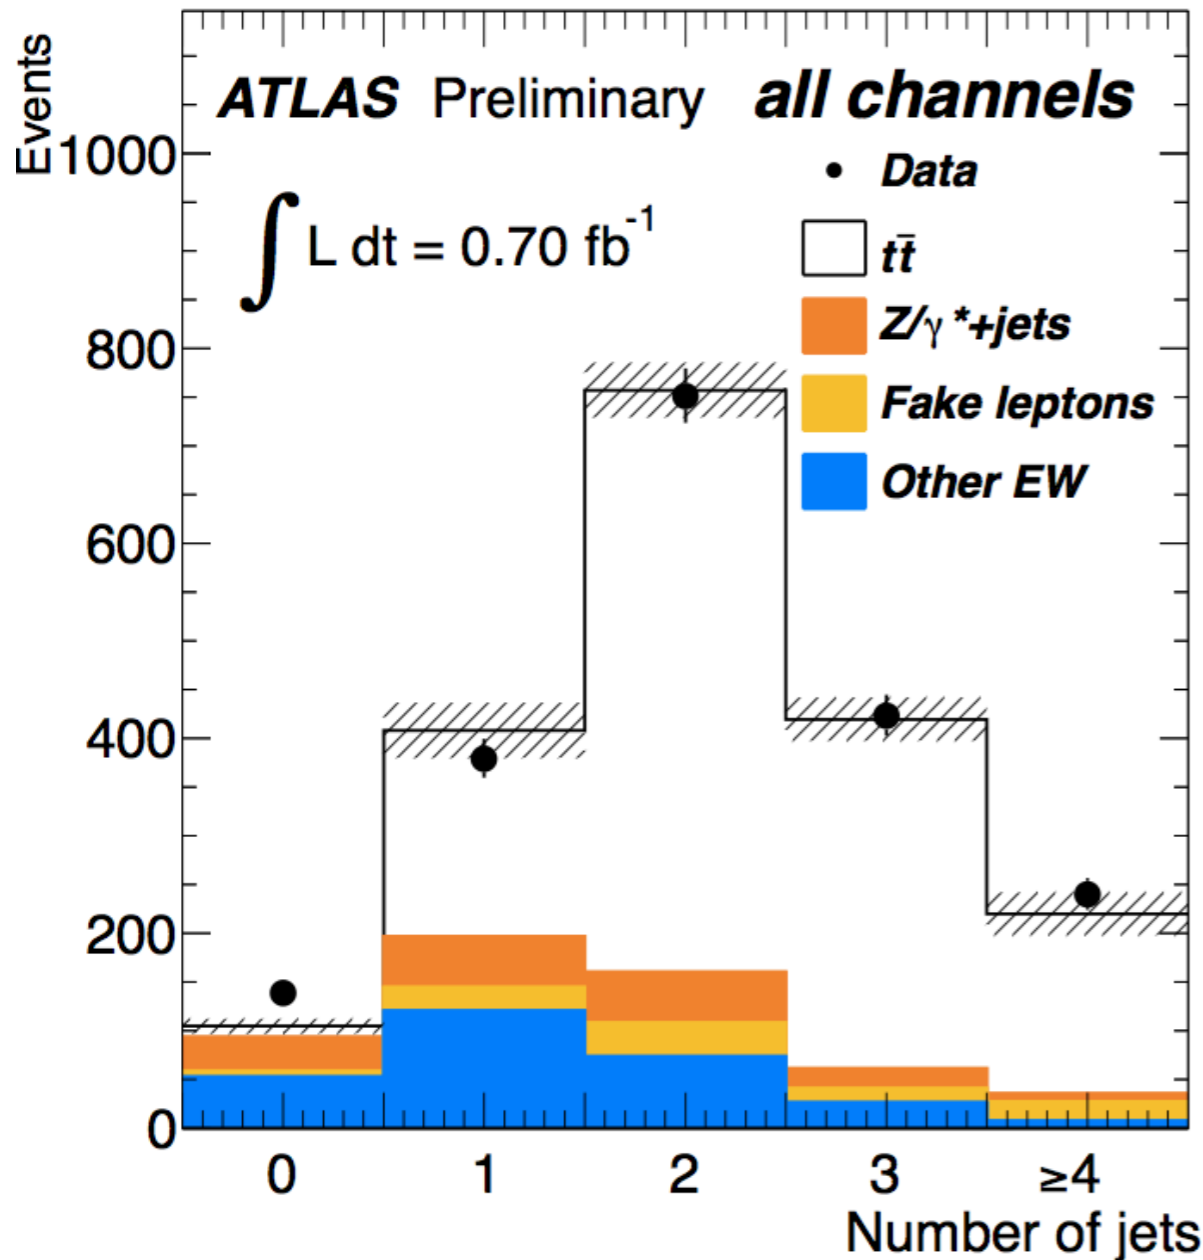 Events
ATLAS Preliminary all channels
∫ L dt = 0.70 fb⁻¹
Data
tt̄
Z/γ*+jets
Fake leptons
Other EW
1000
800
600
400
200
0
0 1 2 3 ≥4
Number of jets